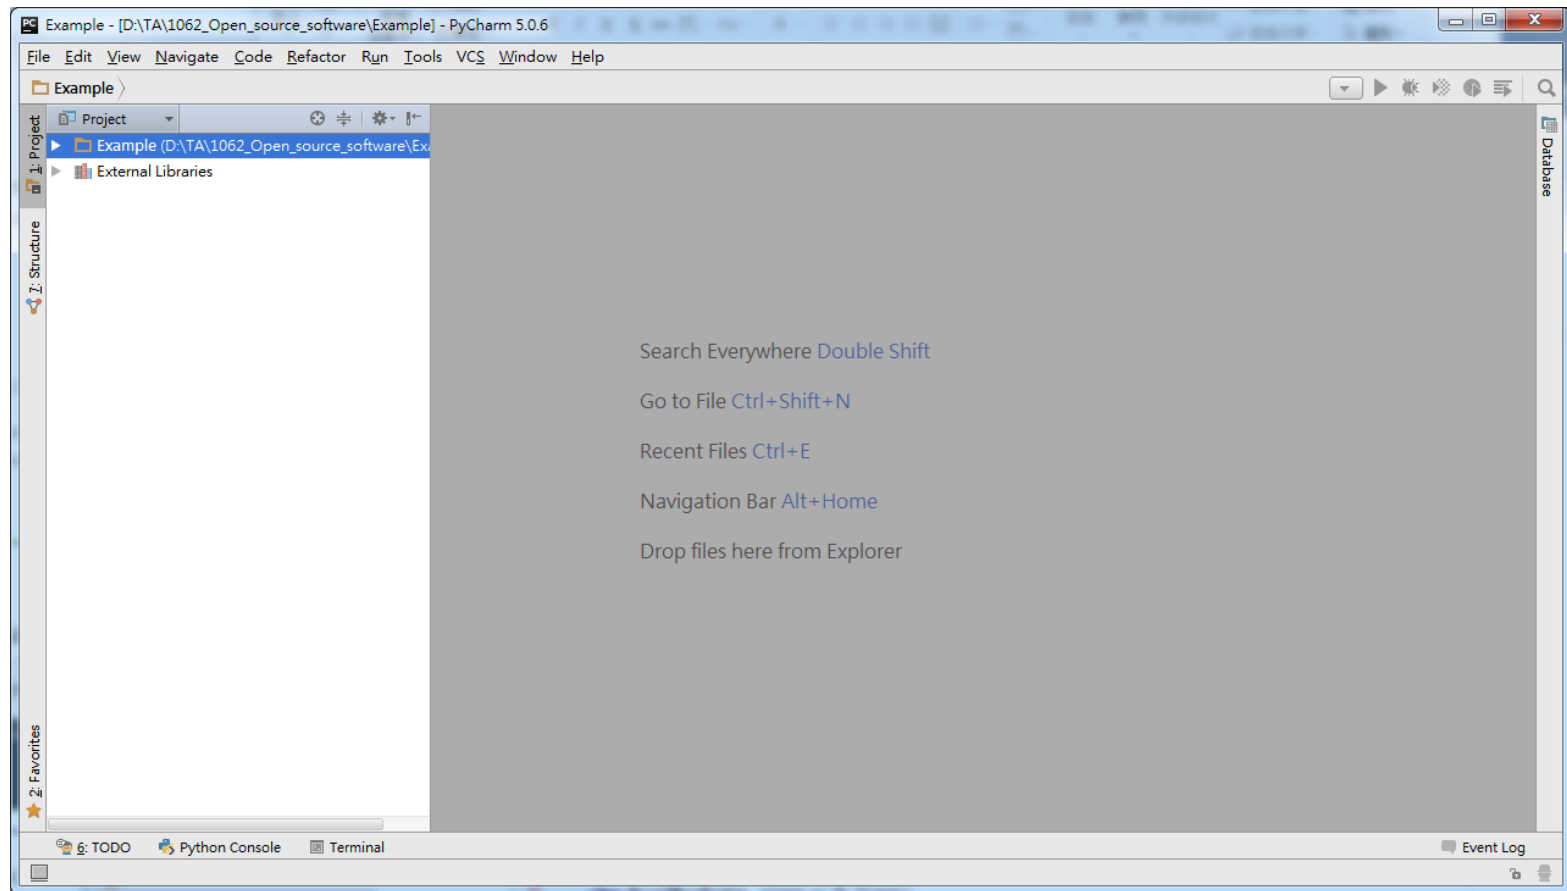 PC Example - [D:\TA\1062_Open_source_software\Example] - PyCharm 5.0.6
File Edit View Navigate Code Refactor Run Tools VCS Window Help
Example
1: Project
7: Structure
2: Favorites
Project
Example (D:\TA\1062_Open_source_software\Exa
External Libraries
Search Everywhere Double Shift
Go to File Ctrl+Shift+N
Recent Files Ctrl+E
Navigation Bar Alt+Home
Drop files here from Explorer
Database
6: TODO Python Console Terminal Event Log